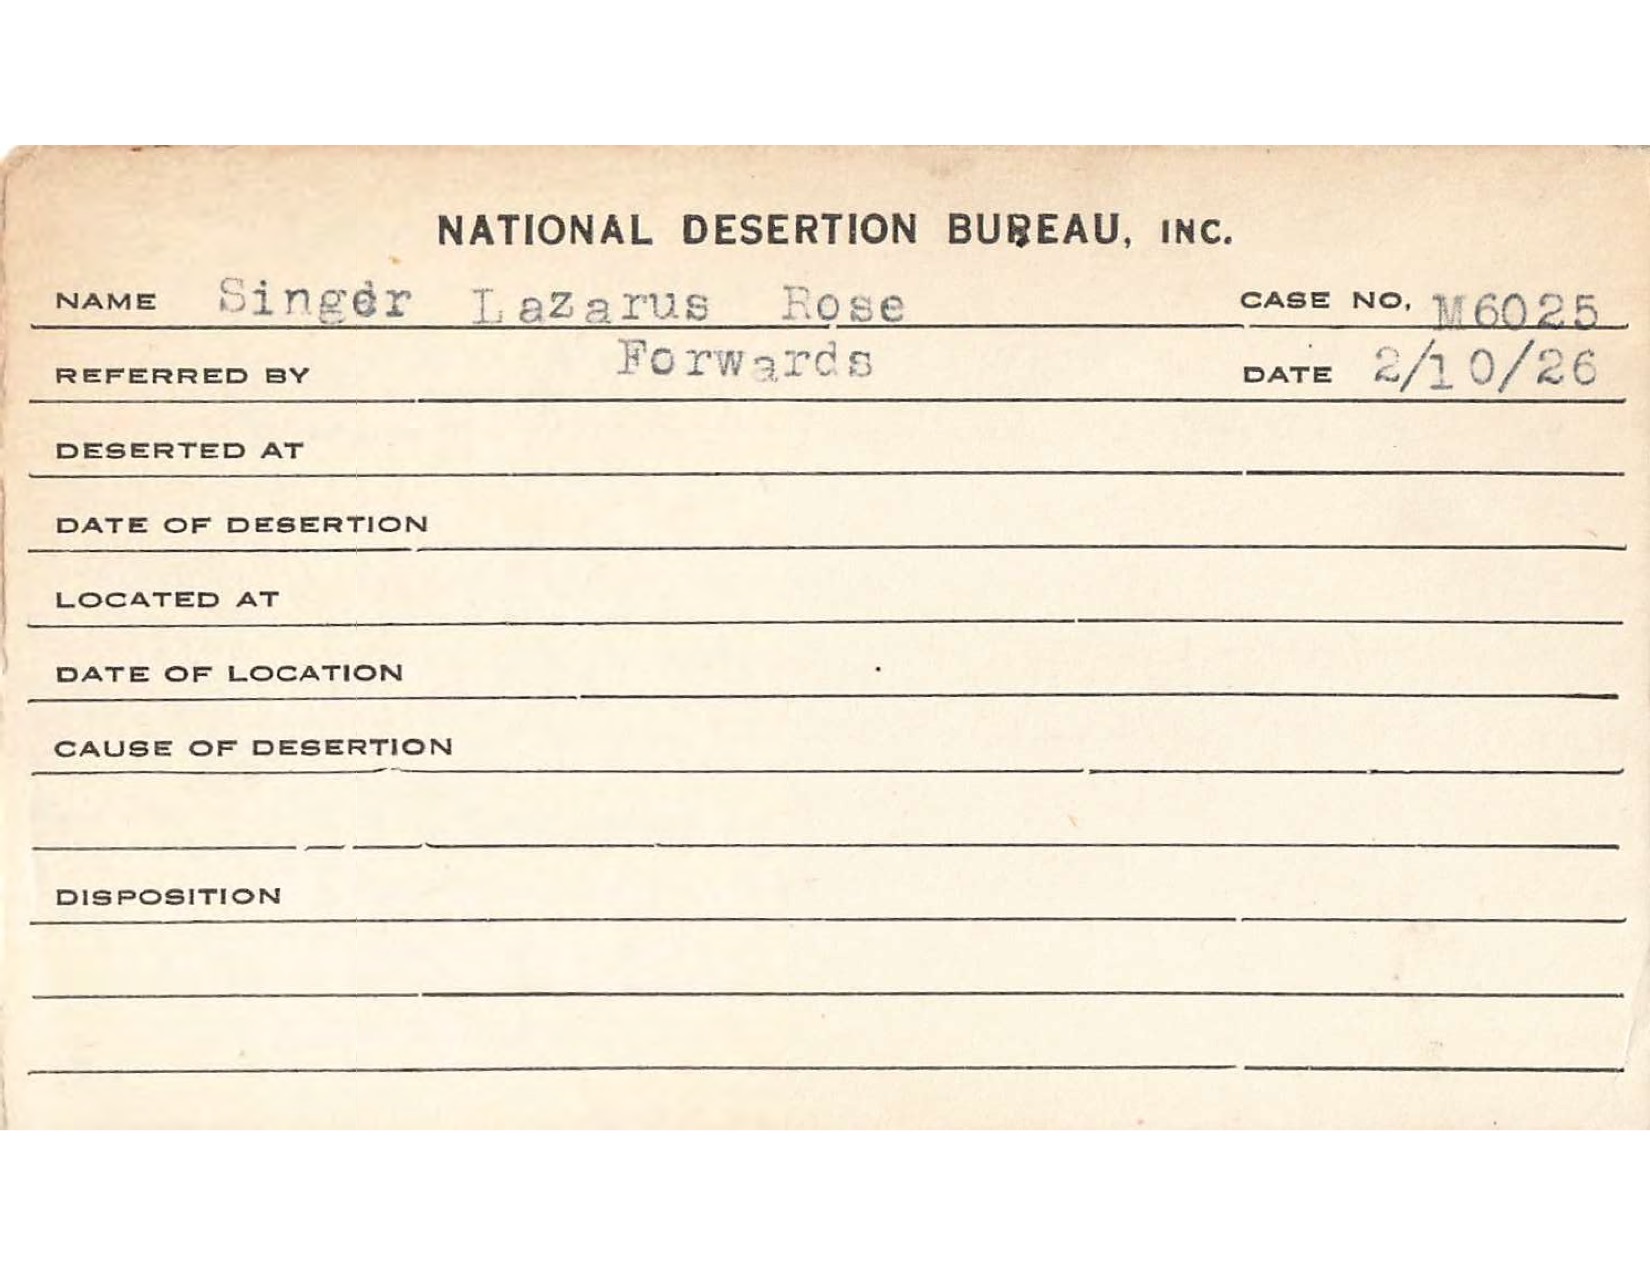 NATIONAL DESERTION BUREAU, INC.
NAME Singer Lazarus Rose CASE NO. M6025
REFERRED BY Forwards DATE 2/10/26
DESERTED AT
DATE OF DESERTION
LOCATED AT
DATE OF LOCATION
CAUSE OF DESERTION
DISPOSITION